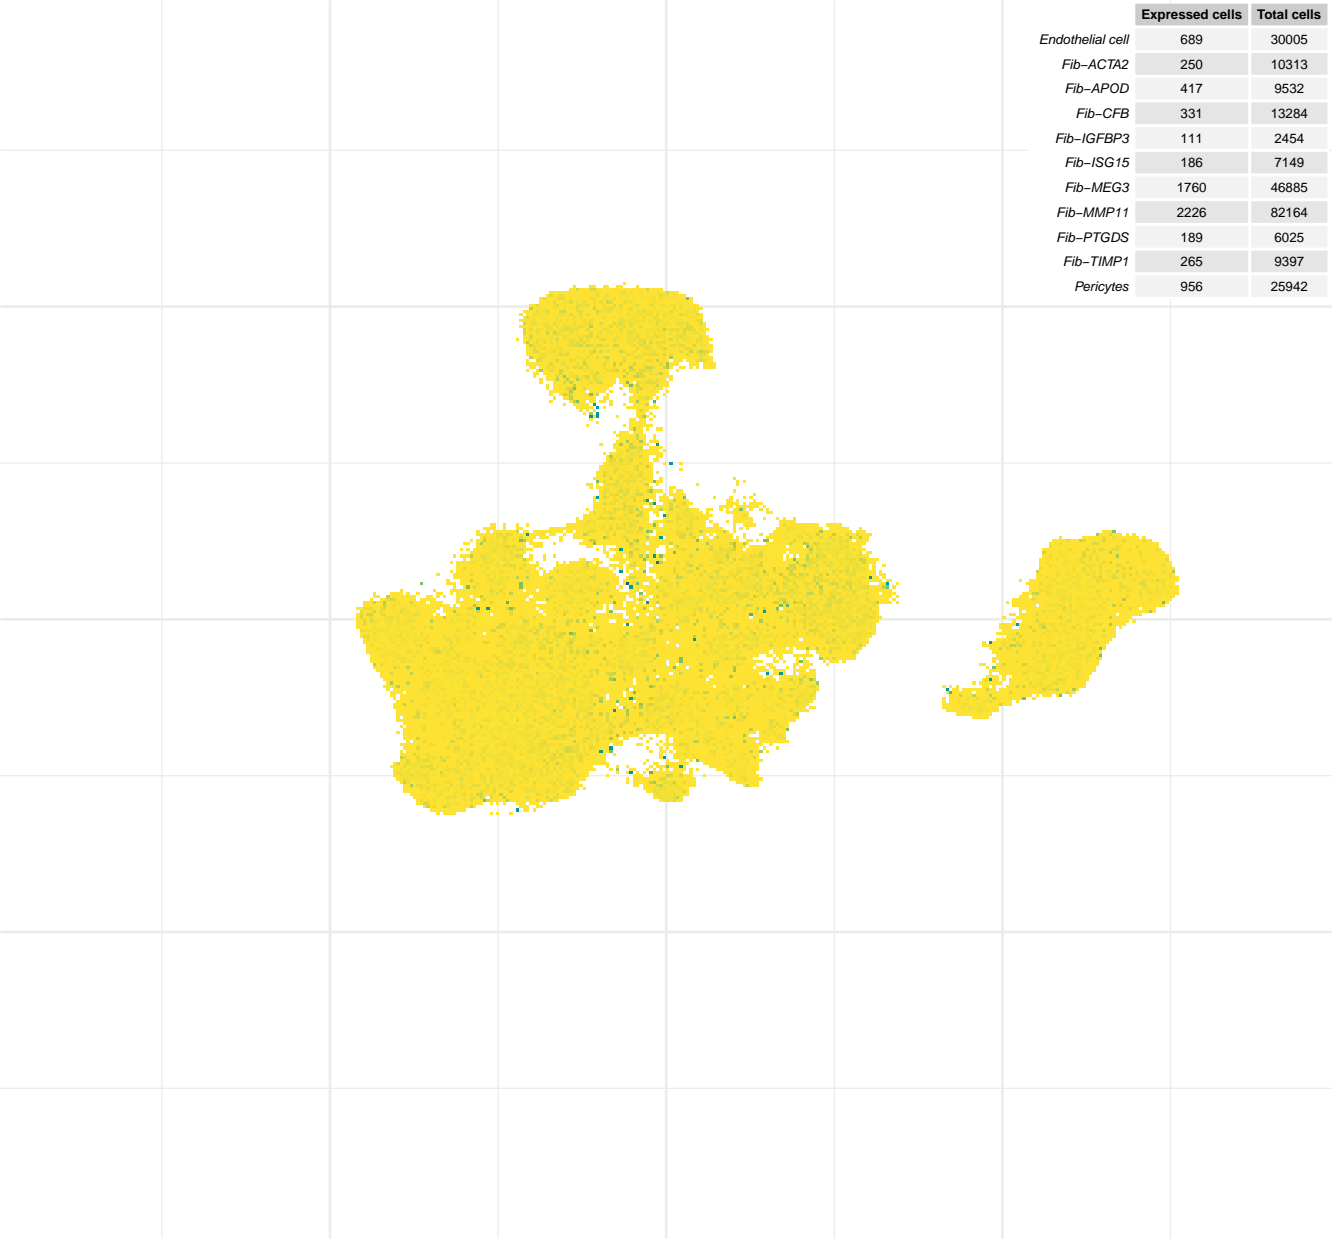 Expressed cells Total cells
Endothelial cell 689 30005
Fib−ACTA2 250 10313
Fib−APOD 417 9532
Fib−CFB 331 13284
Fib−IGFBP3 111 2454
Fib−ISG15 186 7149
Fib−MEG3 1760 46885
Fib−MMP11 2226 82164
Fib−PTGDS 189 6025
Fib−TIMP1 265 9397
Pericytes 956 25942